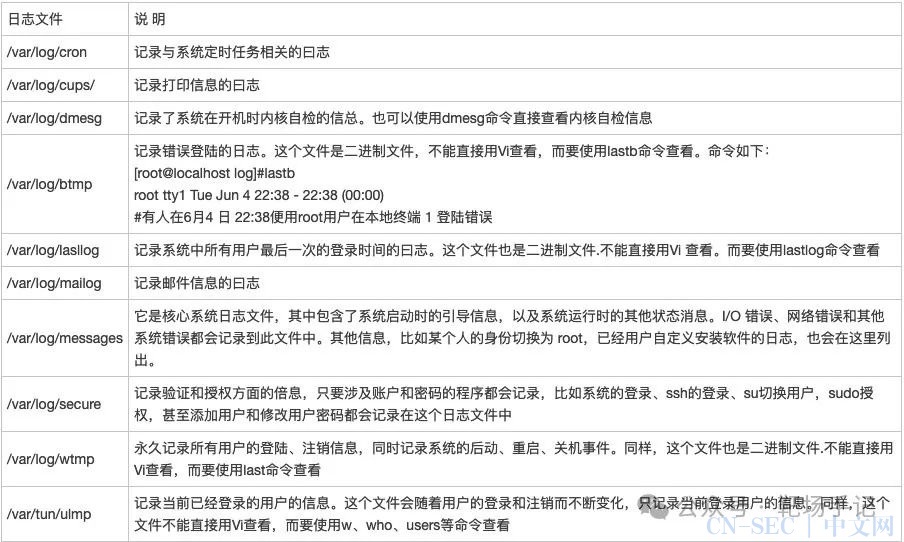 日志文件 说 明
/var/log/cron 记录与系统定时任务相关的曰志
/var/log/cups/ 记录打印信息的曰志
/var/log/dmesg 记录了系统在开机时内核自检的信总。也可以使用dmesg命令直接查看内核自检信息
/var/log/btmp 记录错误登陆的日志。这个文件是二进制文件，不能直接用Vi查看，而要使用lastb命令查看。命令如下：
[root@localhost log]#lastb
root tty1 Tue Jun 4 22:38 - 22:38 (00:00)
#有人在6月4 日 22:38便用root用户在本地终端 1 登陆错误
/var/log/lasllog 记录系统中所有用户最后一次的登录时间的曰志。这个文件也是二进制文件.不能直接用Vi 查看。而要使用lastlog命令查看
/var/log/mailog 记录邮件信息的曰志
/var/log/messages 它是核心系统日志文件，其中包含了系统启动时的引导信息，以及系统运行时的其他状态消息。I/O 错误、网络错误和其他
系统错误都会记录到此文件中。其他信息，比如某个人的身份切换为 root，已经用户自定义安装软件的日志，也会在这里列
出。
/var/log/secure 记录验证和授权方面的倍息，只要涉及账户和密码的程序都会记录，比如系统的登录、ssh的登录、su切换用户，sudo授
权，甚至添加用户和修改用户密码都会记录在这个日志文件中
/var/log/wtmp 永久记录所有用户的登陆、注销信息，同时记录系统的后动、重启、关机事件。同样，这个文件也是二进制文件.不能直接用
Vi查看，而要使用last命令查看
/var/tun/ulmp 记录当前已经登录的用户的信息。这个文件会随着用户的登录和注销而不断变化，只记录当前登录用户的信息。同样，这个
文件不能直接用Vi查看，而要使用w、who、users等命令查看
公众号 · 靶场手记
CN-SEC 中文网